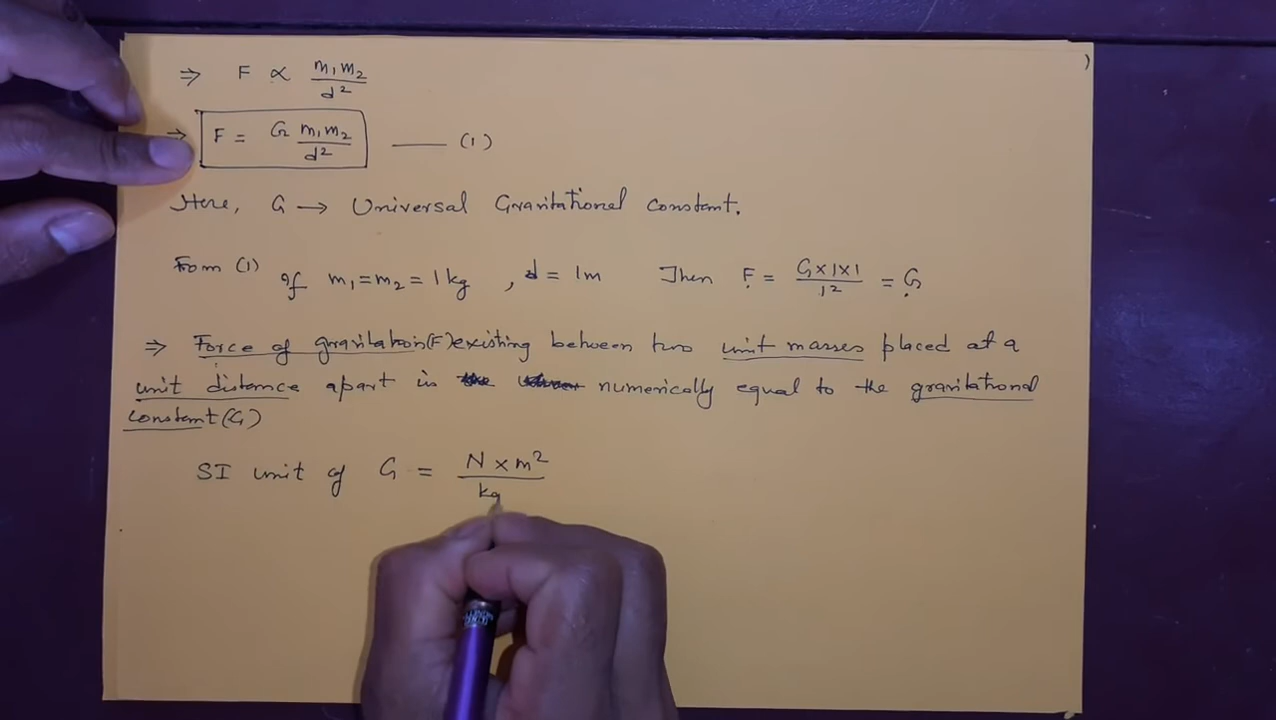 ⇒ F ∝ m₁m₂/d²
⇒ F = G m₁m₂/d² —— (1)
Here, G → Universal Gravitational Constant.
From (1) If m₁=m₂=1kg , d = 1m Then F = G×1×1/1² = G
⇒ Force of gravitation(F) existing between two unit masses placed at a
unit distance apart is numerically equal to the gravitational
constant(G)
SI unit of G = N×m²/kg